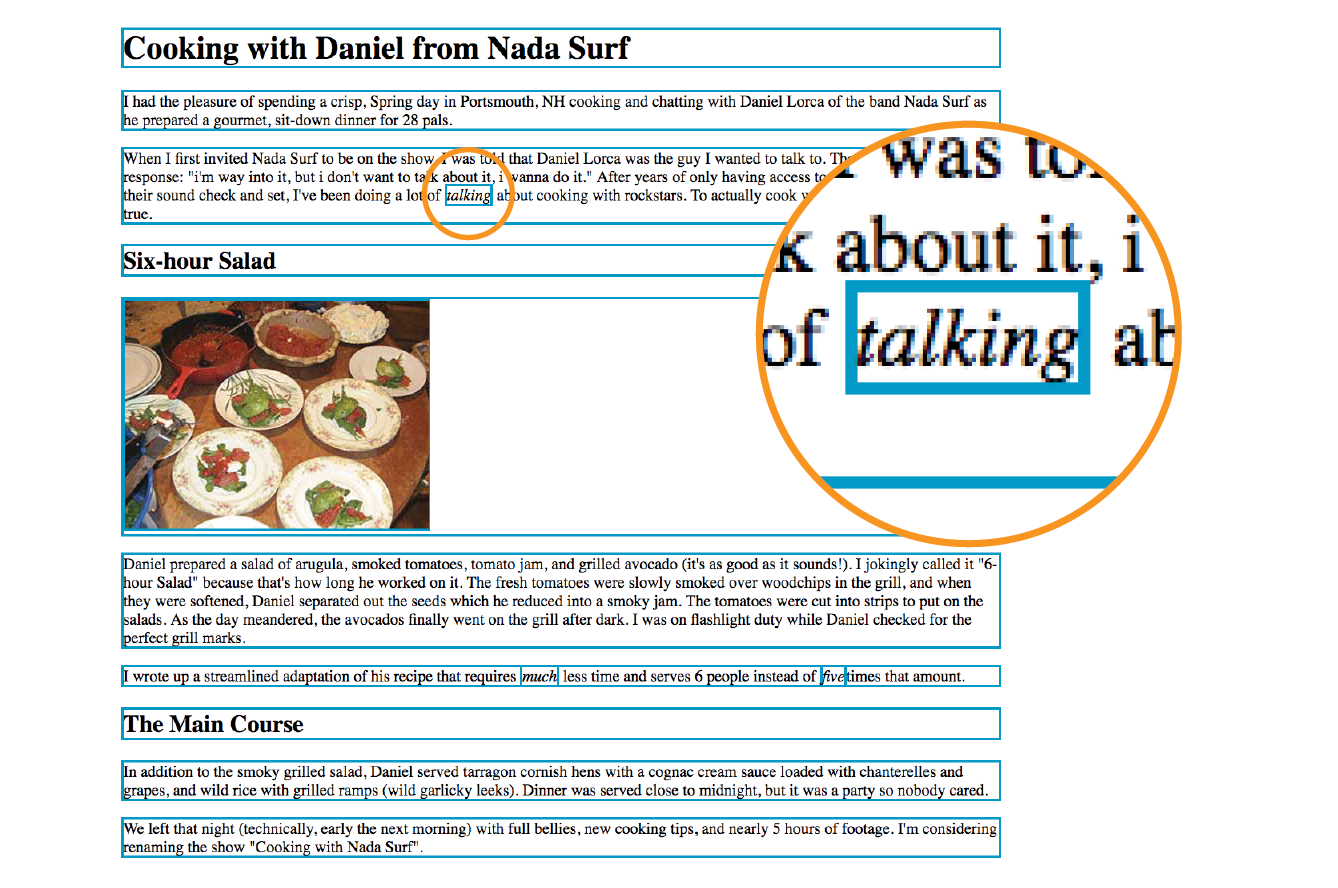 Cooking with Daniel from Nada Surf
I had the pleasure of spending a crisp, Spring day in Portsmouth, NH cooking and chatting with Daniel Lorca of the band Nada Surf as
he prepared a gourmet, sit-down dinner for 28 pals.
When I first invited Nada Surf to be on the show, I was told that Daniel Lorca was the guy I wanted to talk to.
response: "i'm way into it, but i don't want to talk about it, i wanna do it." After years of only having access to
their sound check and set, I've been doing a lot of talking about cooking with rockstars. To actually cook
true.
was
k about it, i
of talking ab
Six-hour Salad
Daniel prepared a salad of arugula, smoked tomatoes, tomato jam, and grilled avocado (it's as good as it sounds!). I jokingly called it "6-
hour Salad" because that's how long he worked on it. The fresh tomatoes were slowly smoked over woodchips in the grill, and when
they were softened, Daniel separated out the seeds which he reduced into a smoky jam. The tomatoes were cut into strips to put on the
salads. As the day meandered, the avocados finally went on the grill after dark. I was on flashlight duty while Daniel checked for the
perfect grill marks.
I wrote up a streamlined adaptation of his recipe that requires much less time and serves 6 people instead of five times that amount.
The Main Course
In addition to the smoky grilled salad, Daniel served tarragon cornish hens with a cognac cream sauce loaded with chanterelles and
grapes, and wild rice with grilled ramps (wild garlicky leeks). Dinner was served close to midnight, but it was a party so nobody cared.
We left that night (technically, early the next morning) with full bellies, new cooking tips, and nearly 5 hours of footage. I'm considering
renaming the show "Cooking with Nada Surf".